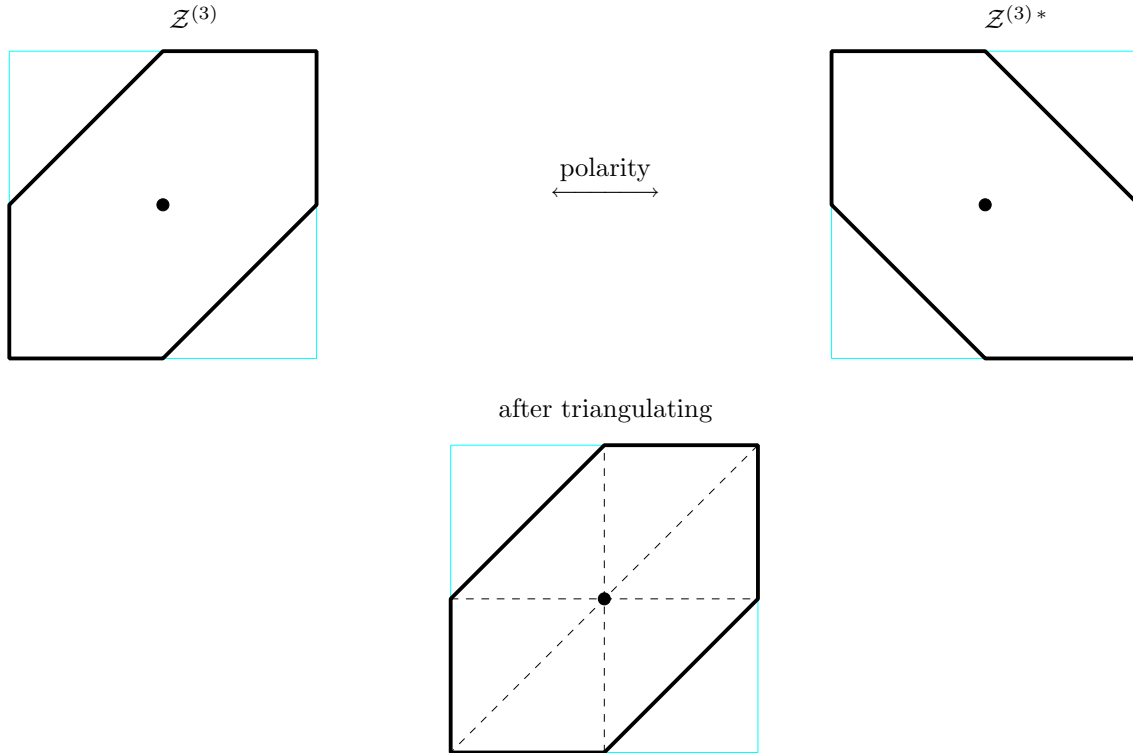 𝒵⁽³⁾
𝒵⁽³⁾ *
polarity
after triangulating